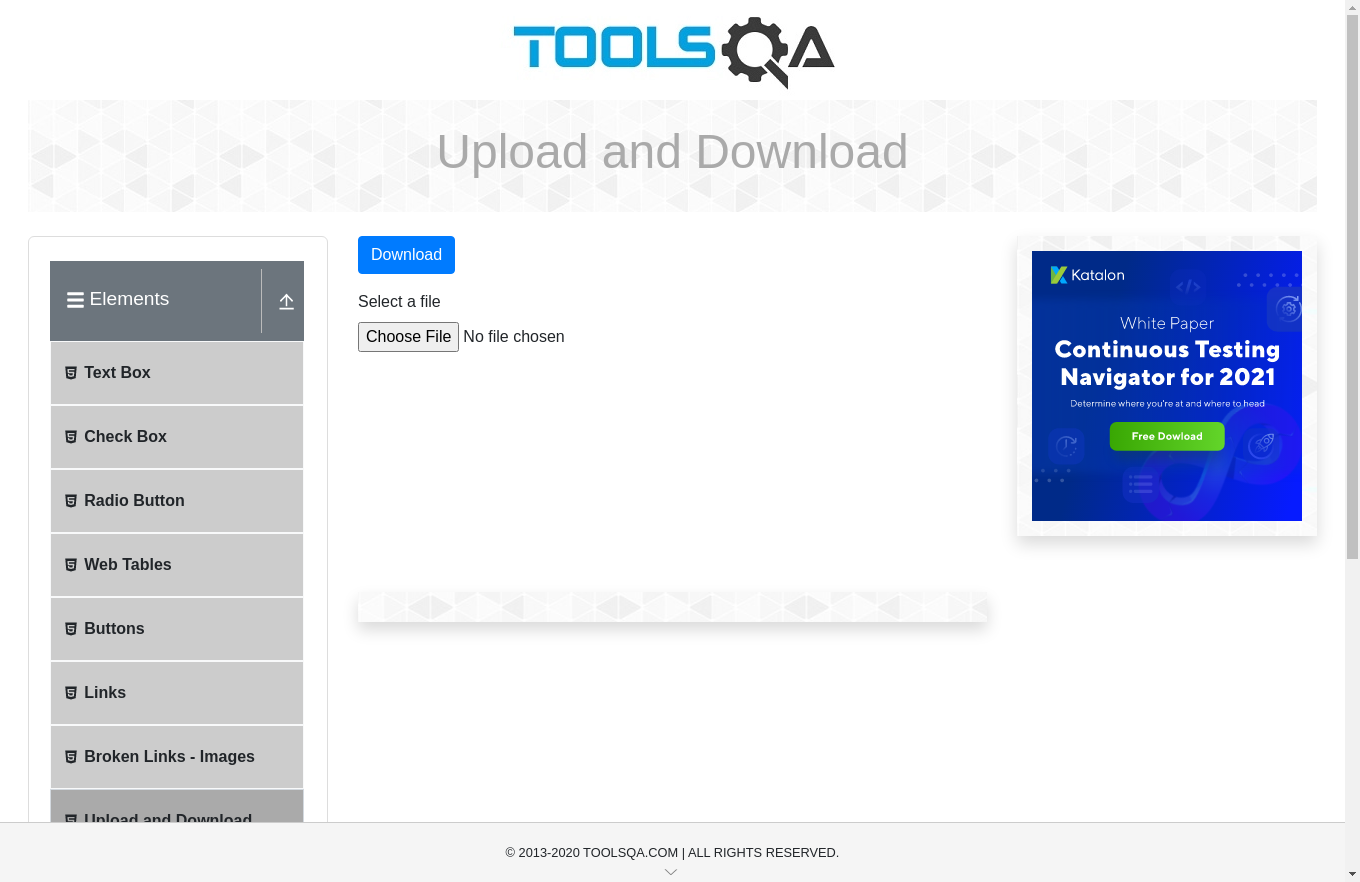 TOOLSQA
Upload and Download
Elements
Text Box
Check Box
Radio Button
Web Tables
Buttons
Links
Broken Links - Images
Upload and Download
Download
Select a file
Choose File No file chosen
Katalon
White Paper
Continuous Testing
Navigator for 2021
Determine where you're at and where to head
Free Dowload
© 2013-2020 TOOLSQA.COM | ALL RIGHTS RESERVED.